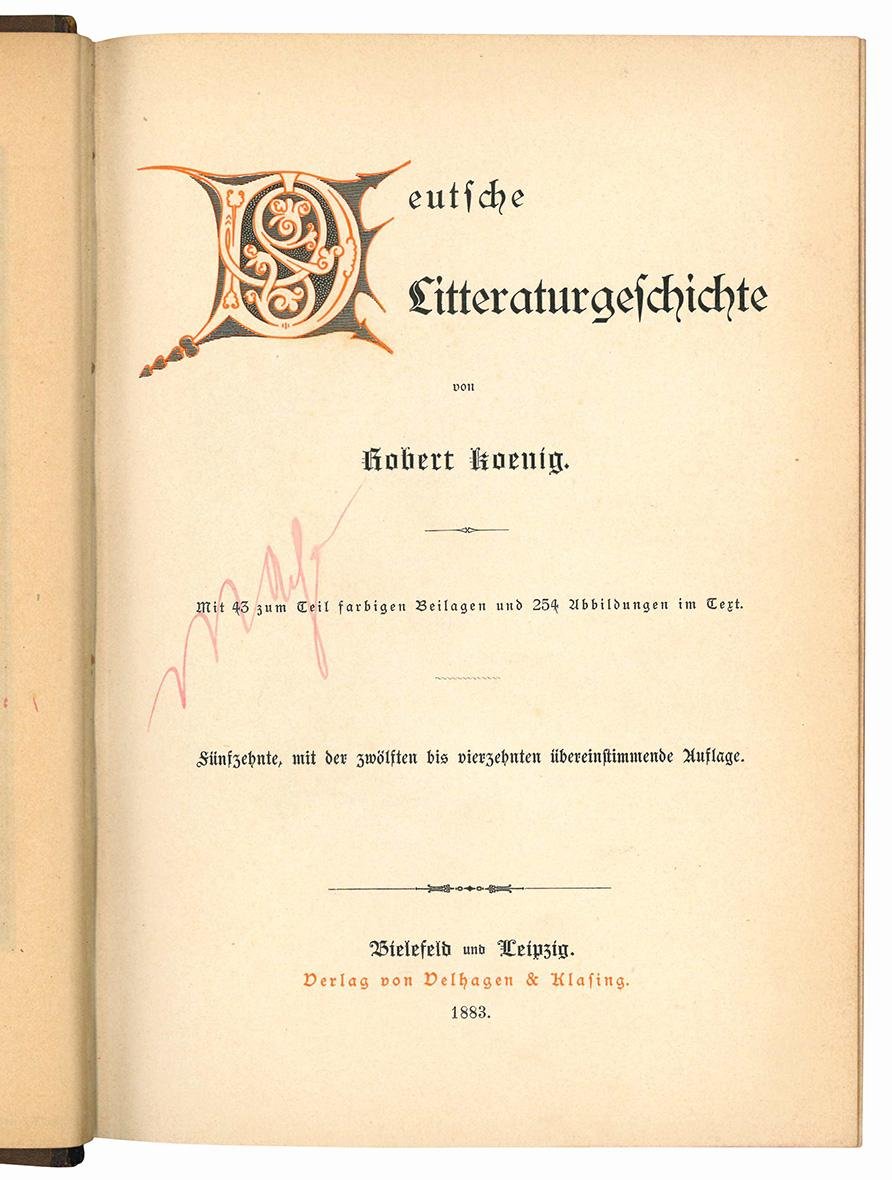 Deutsche
Litteraturgeschichte
von
Robert Koenig.
Mit 43 zum Teil farbigen Beilagen und 254 Abbildungen im Text.
Fünfzehnte, mit der zwölften bis vierzehnten übereinstimmende Auflage.
Bielefeld und Leipzig.
Verlag von Velhagen & Klasing.
1883.